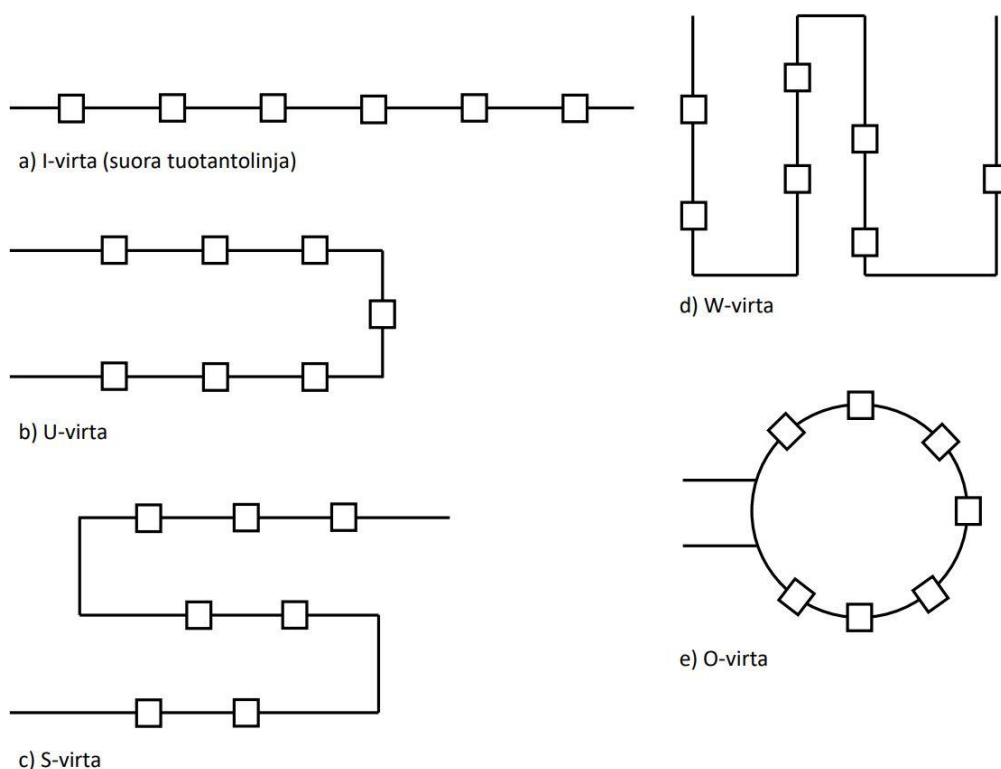 a) I-virta (suora tuotantolinja)
b) U-virta
c) S-virta
d) W-virta
e) O-virta